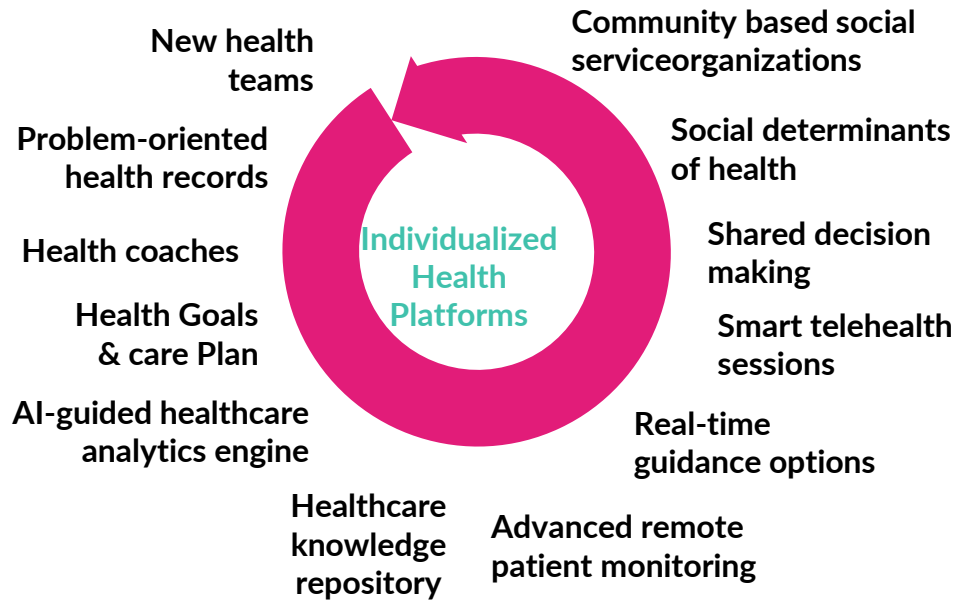 New health
teams
Problem-oriented
health records
Health coaches
Health Goals
& care Plan
AI-guided healthcare
analytics engine
Healthcare
knowledge
repository
Advanced remote
patient monitoring
Real-time
guidance options
Smart telehealth
sessions
Shared decision
making
Social determinants
of health
Community based social
serviceorganizations
Individualized
Health
Platforms